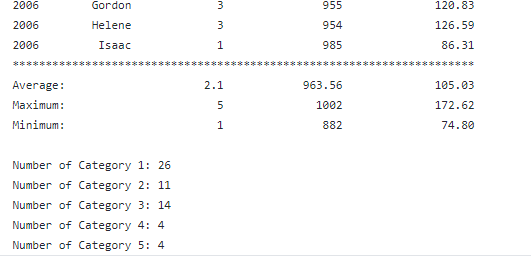 2006 Gordon 3 955 120.83
2006 Helene 3 954 126.59
2006 Isaac 1 985 86.31
***********************************************************************
Average: 2.1 963.56 105.03
Maximum: 5 1002 172.62
Minimum: 1 882 74.80
Number of Category 1: 26
Number of Category 2: 11
Number of Category 3: 14
Number of Category 4: 4
Number of Category 5: 4